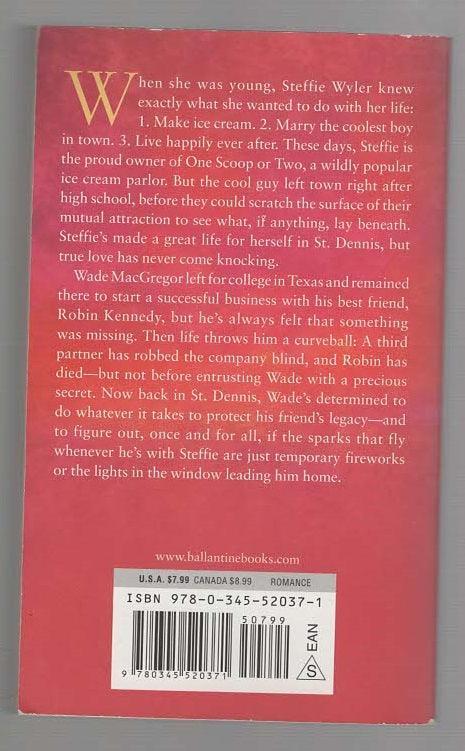 When she was young, Steffie Wyler knew
exactly what she wanted to do with her life:
1. Make ice cream. 2. Marry the coolest boy
in town. 3. Live happily ever after. These days, Steffie is
the proud owner of One Scoop or Two, a wildly popular
ice cream parlor. But the cool guy left town right after
high school, before they could scratch the surface of their
mutual attraction to see what, if anything, lay beneath.
Steffie's made a great life for herself in St. Dennis, but
true love has never come knocking.
Wade MacGregor left for college in Texas and remained
there to start a successful business with his best friend,
Robin Kennedy, but he's always felt that something
was missing. Then life throws him a curveball: A third
partner has robbed the company blind, and Robin has
died—but not before entrusting Wade with a precious
secret. Now back in St. Dennis, Wade's determined to
do whatever it takes to protect his friend's legacy—and
to figure out, once and for all, if the sparks that fly
whenever he's with Steffie are just temporary fireworks
or the lights in the window leading him home.
www.ballantinebooks.com
U.S.A. $7.99 CANADA $8.99 ROMANCE
ISBN 978-0-345-52037-1
50799
9 780345 520371
EAN
S